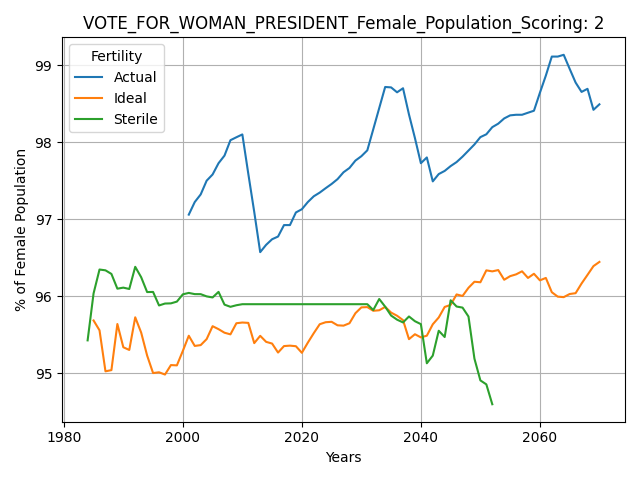 VOTE_FOR_WOMAN_PRESIDENT_Female_Population_Scoring: 2
Fertility
Actual
Ideal
Sterile
% of Female Population
99
98
97
96
95
1980
2000
2020
2040
2060
Years